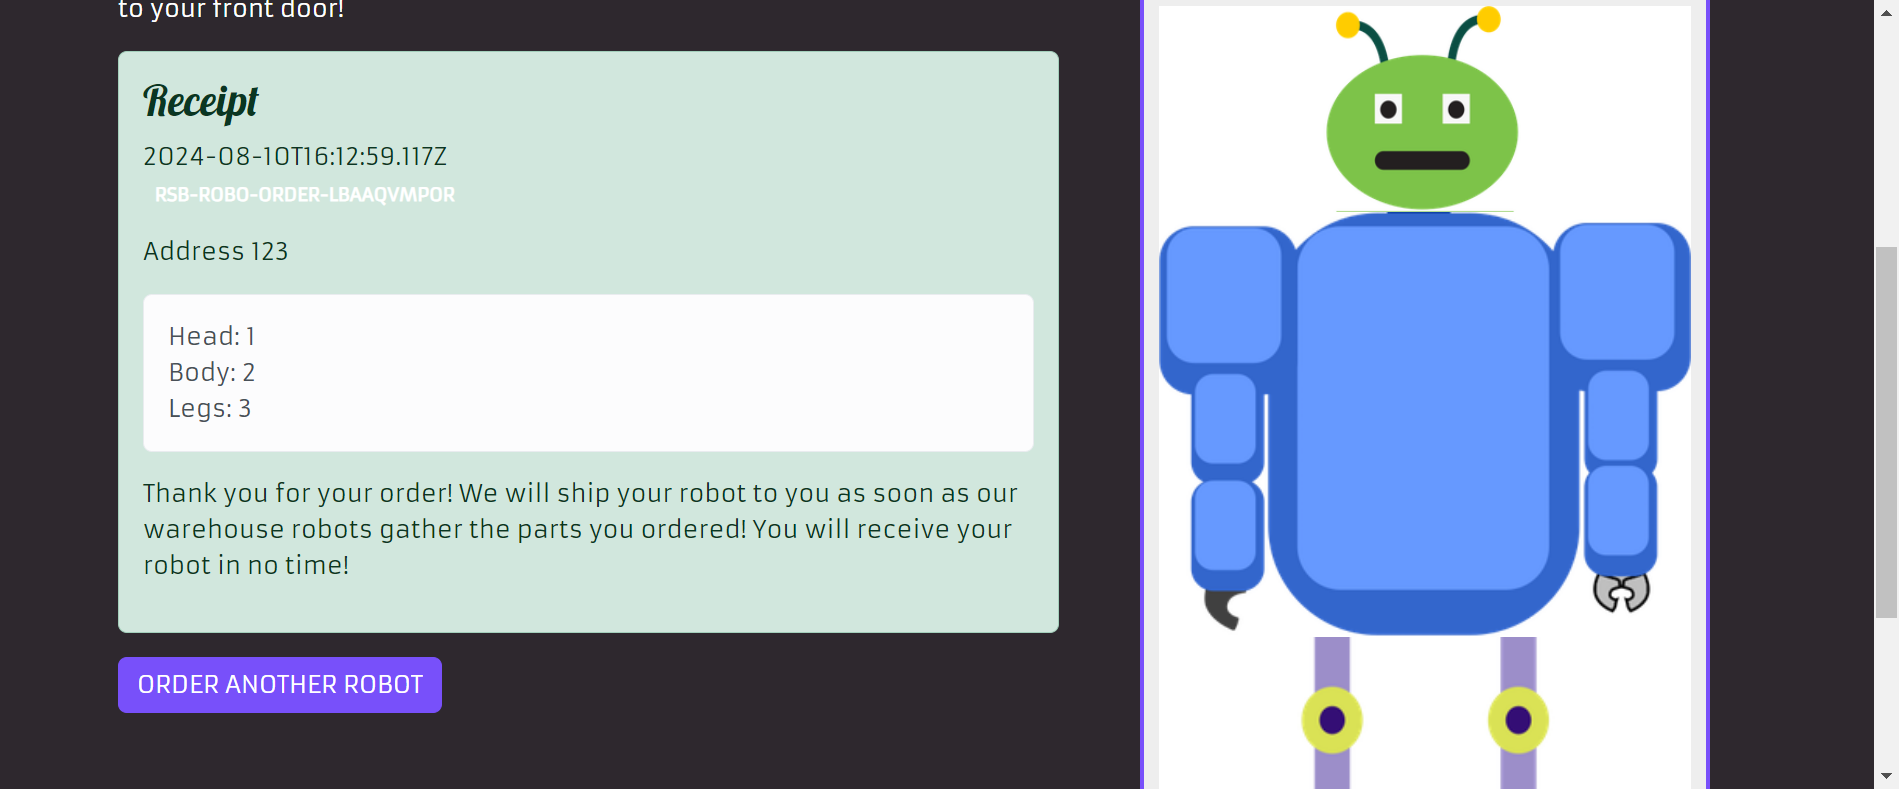 to your front door!
Receipt
2024-08-10T16:12:59.117Z
RSB-ROBO-ORDER-LBAAQVMPOR
Address 123
Head: 1
Body: 2
Legs: 3
Thank you for your order! We will ship your robot to you as soon as our
warehouse robots gather the parts you ordered! You will receive your
robot in no time!
ORDER ANOTHER ROBOT